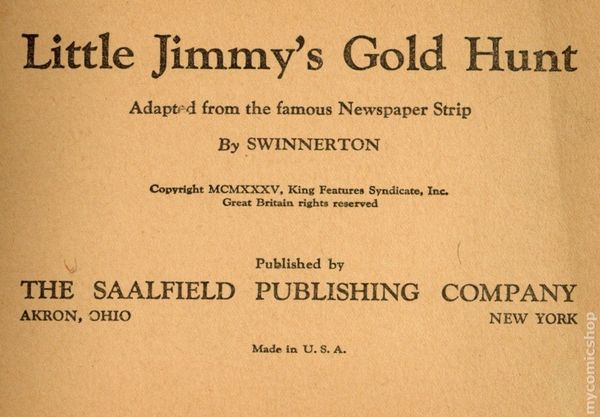 Little Jimmy's Gold Hunt
Adapted from the famous Newspaper Strip
By SWINNERTON
Copyright MCMXXXV, King Features Syndicate, Inc.
Great Britain rights reserved
Published by
THE SAALFIELD PUBLISHING COMPANY
AKRON, OHIO NEW YORK
Made in U. S. A.
mycomicshop